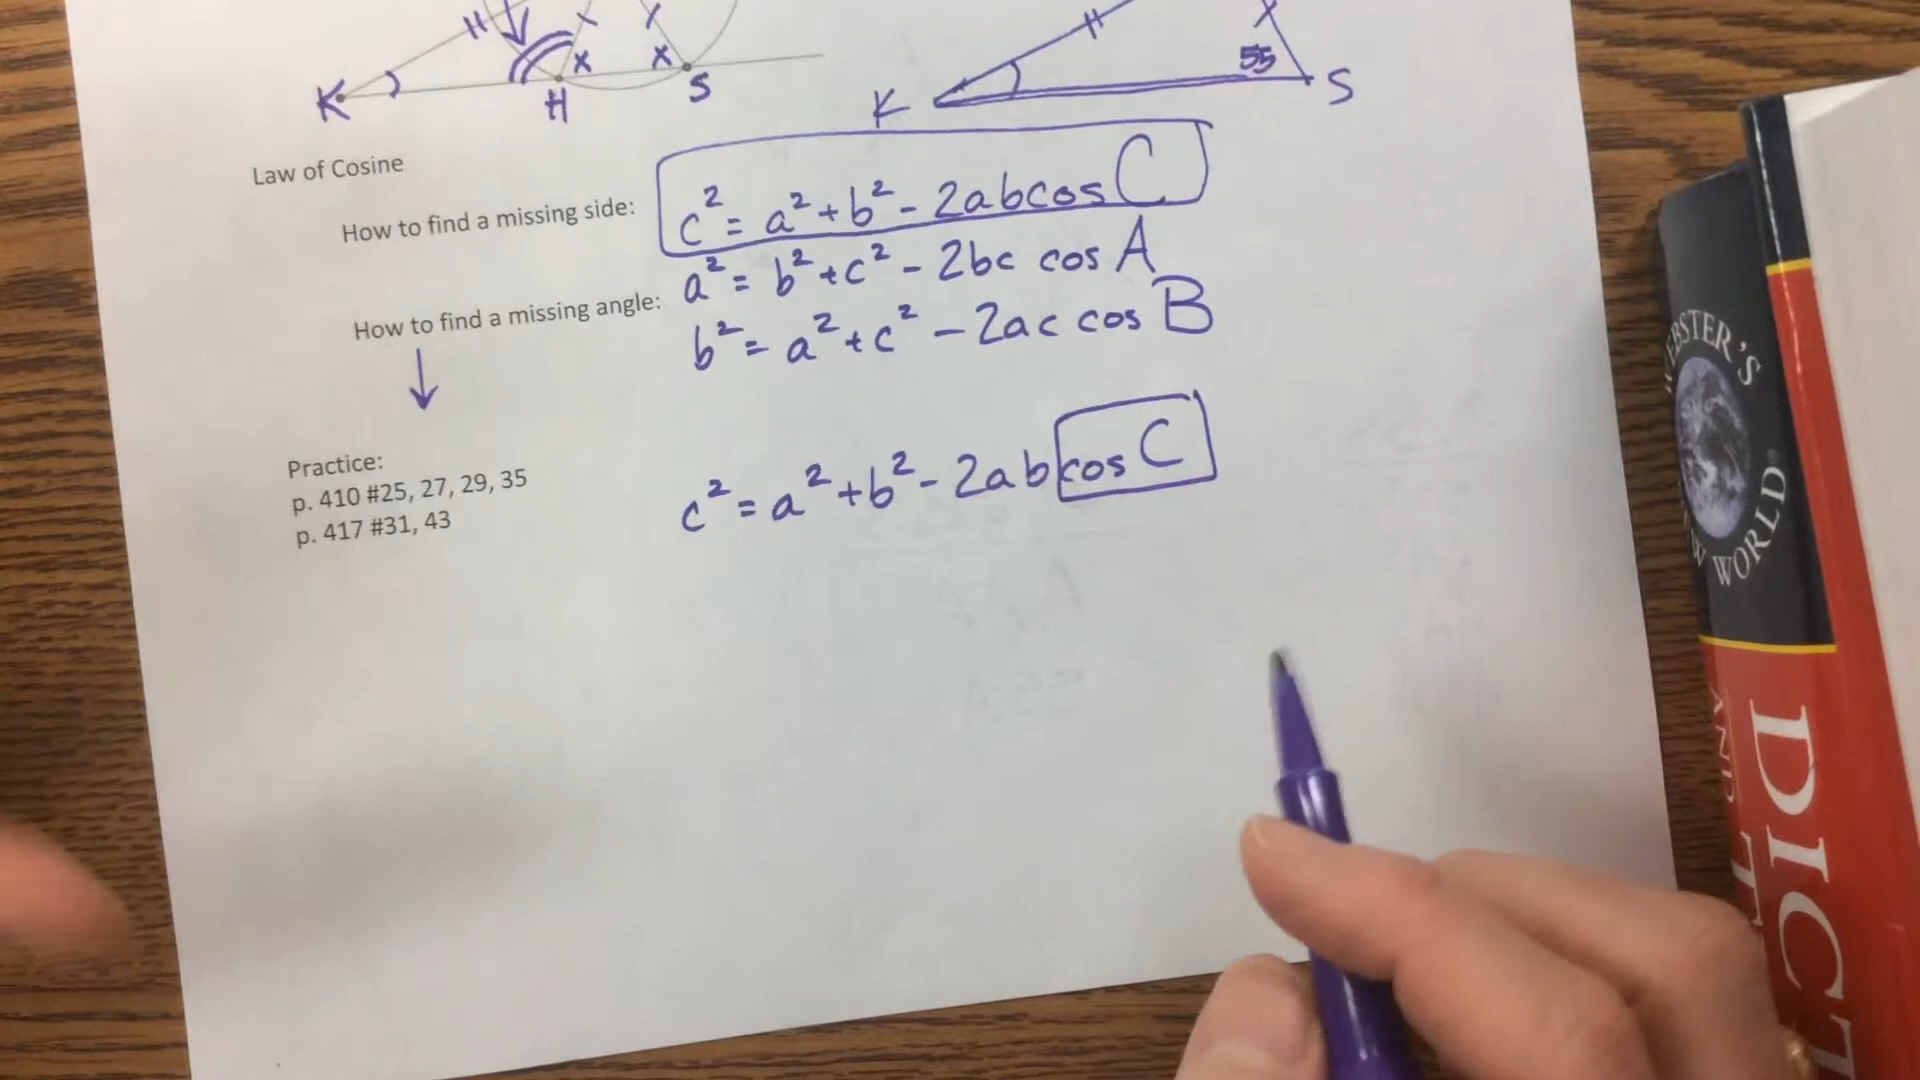 K H S
K 55 S
x x
Law of Cosine
How to find a missing side: c² = a² + b² - 2abcos C
a² = b² + c² - 2bc cos A
How to find a missing angle:
b² = a² + c² - 2ac cos B
c² = a² + b² - 2ab cos C
Practice:
p. 410 #25, 27, 29, 35
p. 417 #31, 43
WORLD
DICT